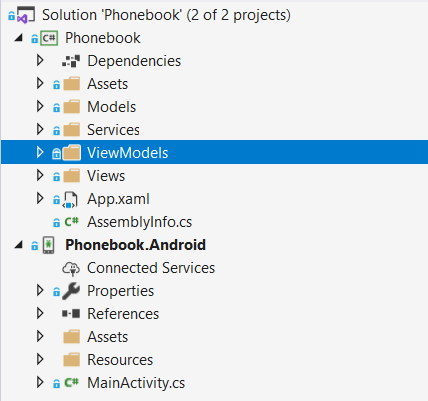 Solution 'Phonebook' (2 of 2 projects)
C# Phonebook
Dependencies
Assets
Models
Services
ViewModels
Views
App.xaml
C# AssemblyInfo.cs
Phonebook.Android
Connected Services
Properties
References
Assets
Resources
C# MainActivity.cs